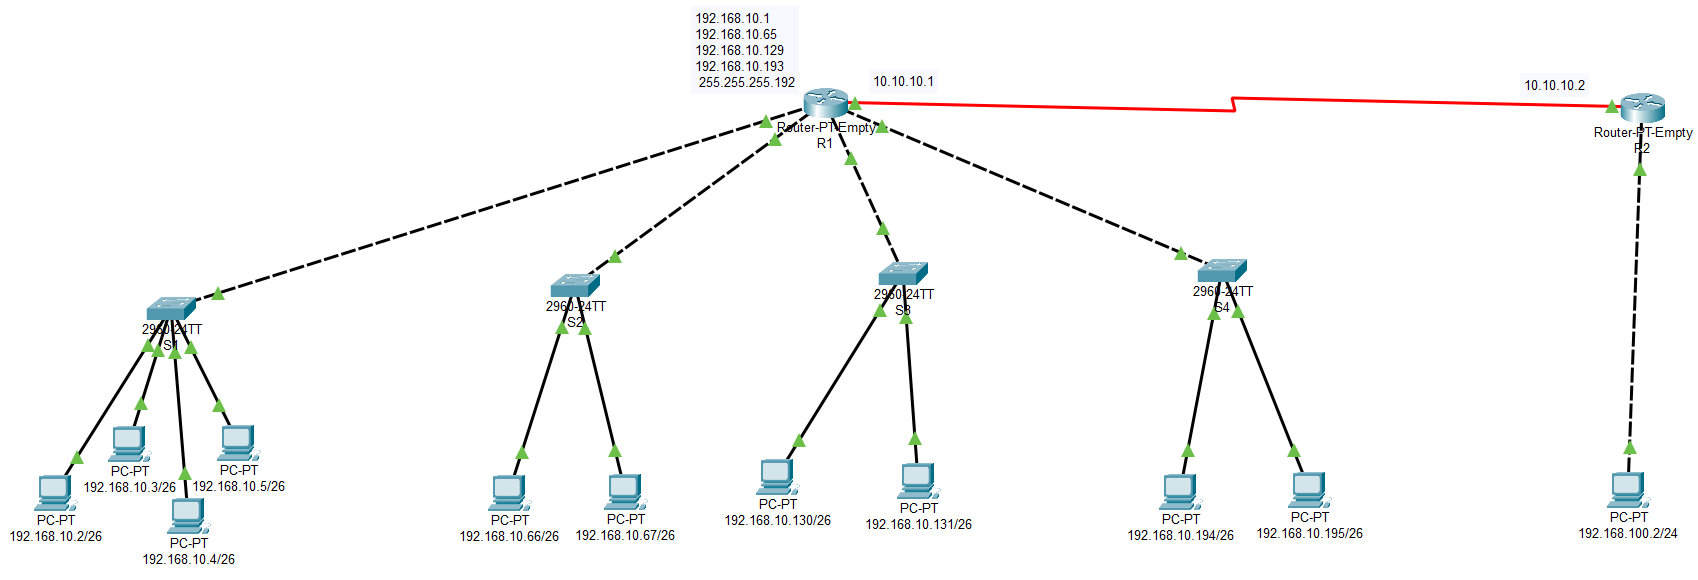 192.168.10.1
192.168.10.65
192.168.10.129
192.168.10.193
255.255.255.192
10.10.10.1
10.10.10.2
Router-PT-Empty
R1
Router-PT-Empty
R2
2960-24TT
S1
2960-24TT
S2
2960-24TT
S3
2960-24TT
S4
PC-PT
192.168.10.2/26
PC-PT
192.168.10.3/26
PC-PT
192.168.10.4/26
PC-PT
192.168.10.5/26
PC-PT
192.168.10.66/26
PC-PT
192.168.10.67/26
PC-PT
192.168.10.130/26
PC-PT
192.168.10.131/26
PC-PT
192.168.10.194/26
PC-PT
192.168.10.195/26
PC-PT
192.168.100.2/24